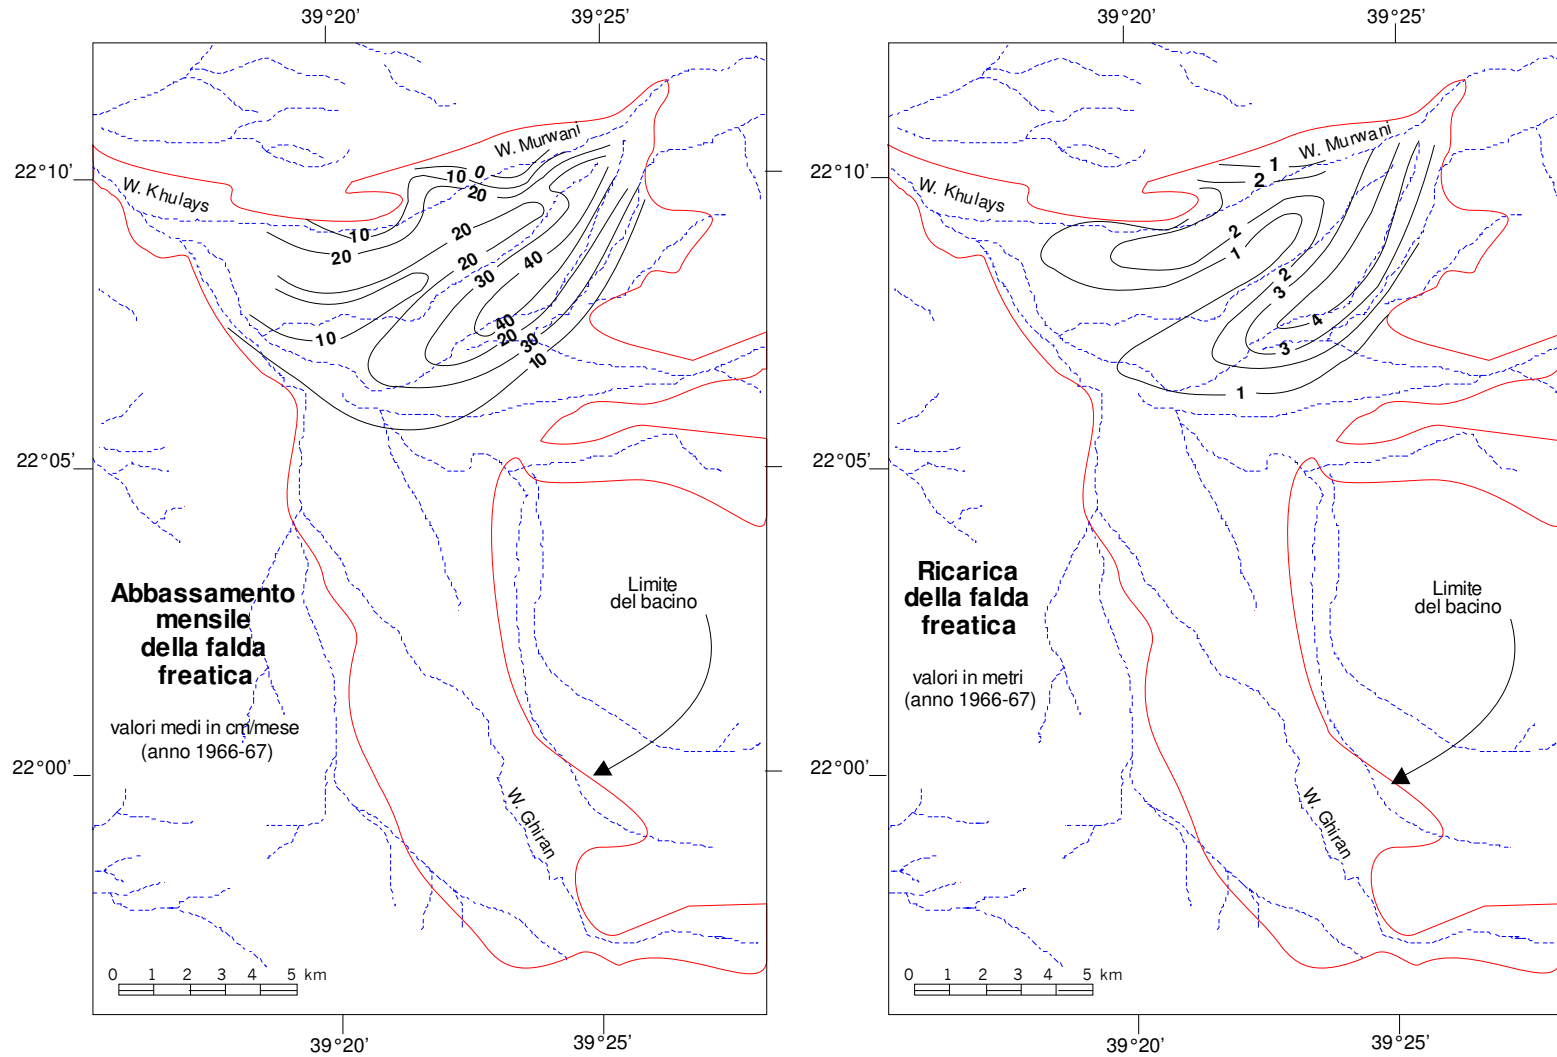 39°20’
39°25’
22°10’
W. Murwani
W. Khulays
10 0
20
10
20
20
20
30
40
10
40
20
30
10
22°05’
Abbassamento
mensile
della falda
freatica
valori medi in cm/mese
(anno 1966-67)
Limite
del bacino
22°00’
W. Ghiran
0 1 2 3 4 5 km
39°20’
39°25’
39°20’
39°25’
22°10’
W. Murwani
W. Khulays
1
2
2
1
2
3
4
3
1
22°05’
Ricarica
della falda
freatica
valori in metri
(anno 1966-67)
Limite
del bacino
22°00’
W. Ghiran
0 1 2 3 4 5 km
39°20’
39°25’